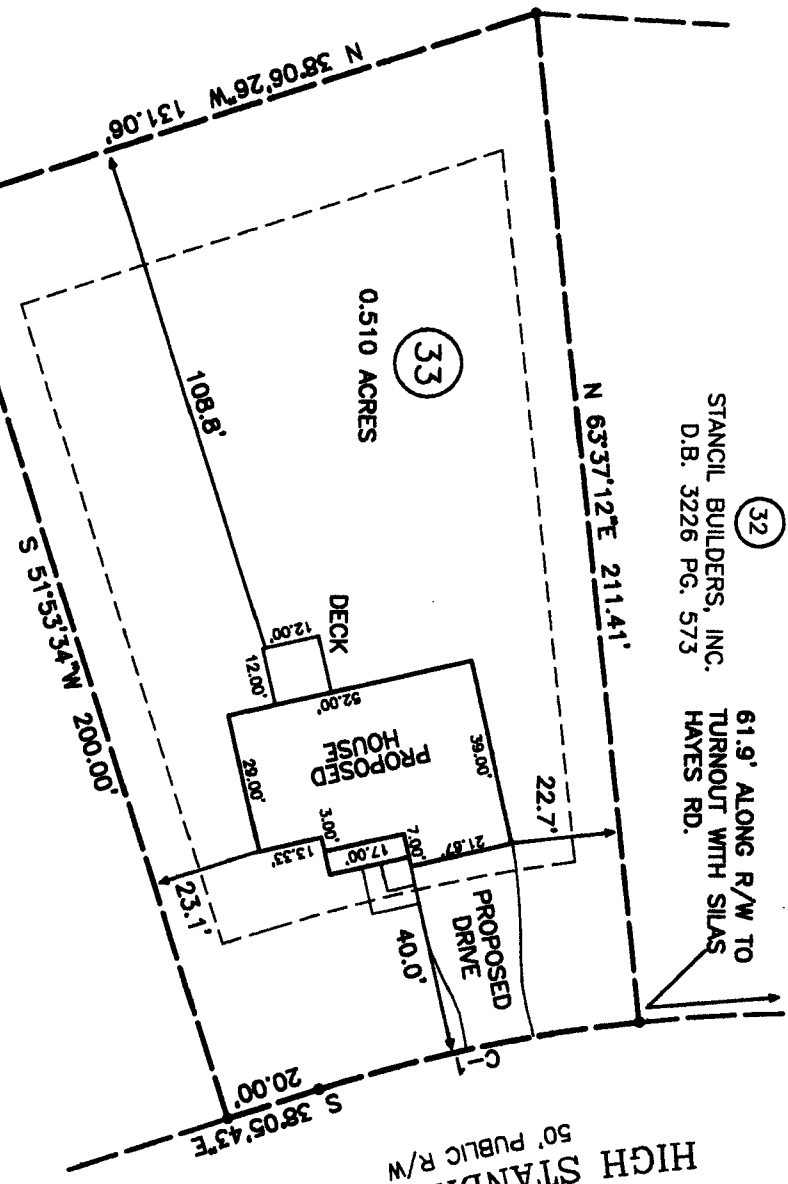 N 38°06'26"W 131.06'
33
0.510 ACRES
108.8'
S 51°53'34"W 200.00'
N 63°37'12"E 211.41'
32
STANCIL BUILDERS, INC.
D.B. 3226 PG. 573
61.9' ALONG R/W TO
TURNOUT WITH SILAS
HAYES RD.
DECK
12.00'
12.00'
52.00'
PROPOSED
HOUSE
39.00'
29.00'
3.00'
13.33'
17.00'
7.00'
21.67'
22.7'
23.1'
PROPOSED
DRIVE
40.0'
C-1
20.00'
S 38°05'43"E
HIGH
50' PUBLIC R/W